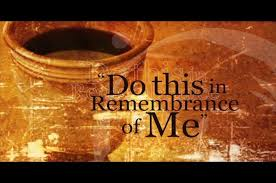 “Do this in
Remembrance
of Me”